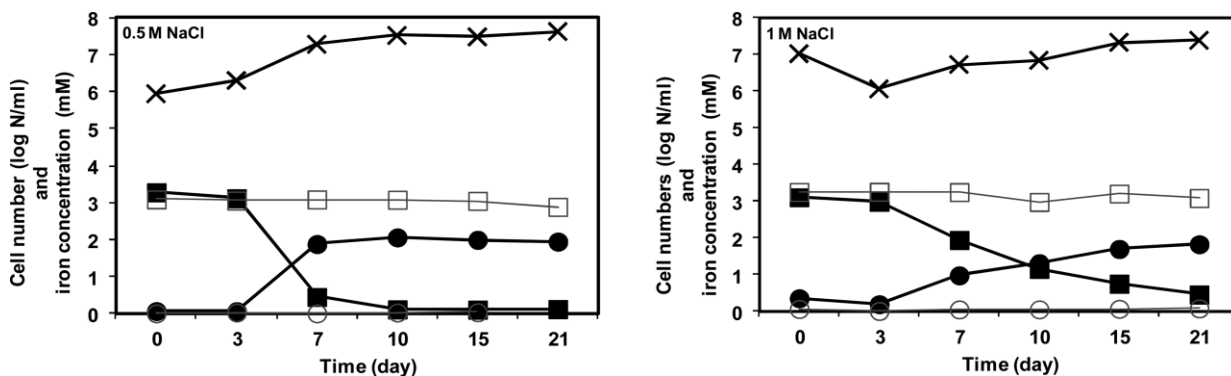 0.5 M NaCl
8
7
6
5
4
3
2
1
0
Cell number (log N/ml)
and
iron concentration (mM)
0 3 7 10 15 21
Time (day)
1 M NaCl
8
7
6
5
4
3
2
1
0
Cell numbers (log N/ml)
and
iron concentration (mM)
0 3 7 10 15 21
Time (day)